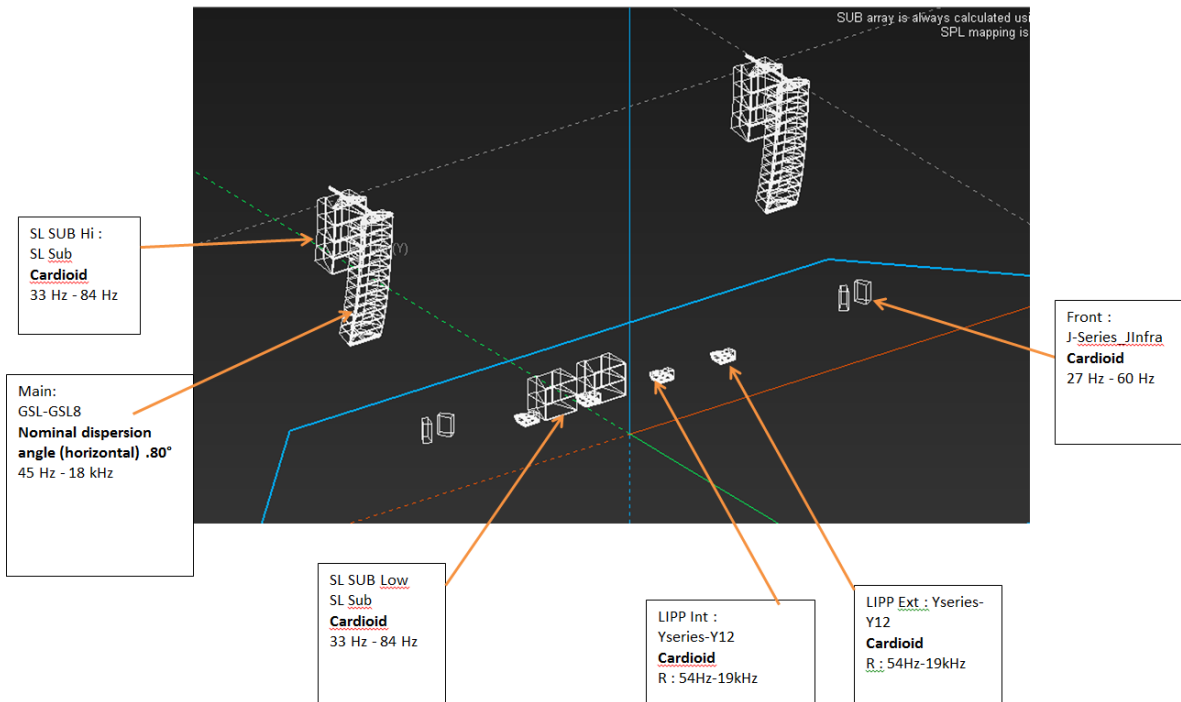 SUB array is always calculated usi
SPL mapping is
(Y)
SL SUB Hi :
SL Sub
Cardioid
33 Hz - 84 Hz
Main:
GSL-GSL8
Nominal dispersion
angle (horizontal) .80°
45 Hz - 18 kHz
Front :
J-Series_JInfra
Cardioid
27 Hz - 60 Hz
SL SUB Low
SL Sub
Cardioid
33 Hz - 84 Hz
LIPP Int :
Yseries-Y12
Cardioid
R : 54Hz-19kHz
LIPP Ext : Yseries-
Y12
Cardioid
R : 54Hz-19kHz